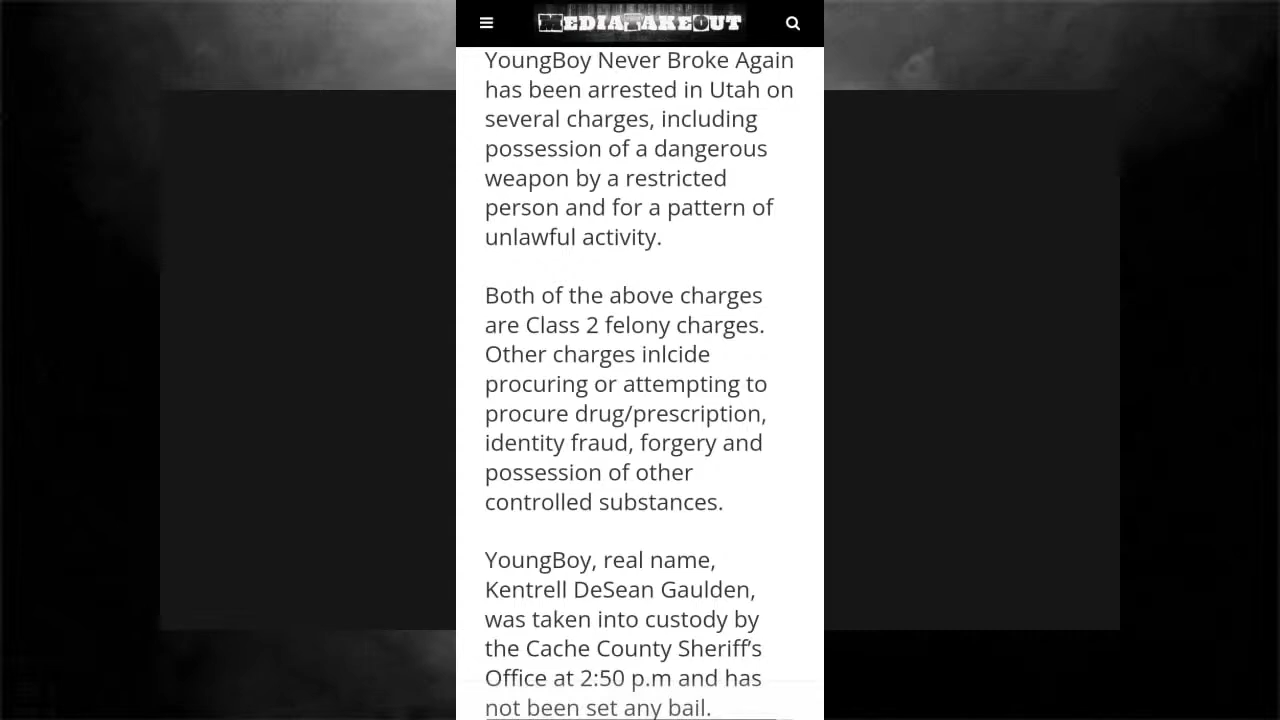 MEDIATAKEOUT
YoungBoy Never Broke Again
has been arrested in Utah on
several charges, including
possession of a dangerous
weapon by a restricted
person and for a pattern of
unlawful activity.
Both of the above charges
are Class 2 felony charges.
Other charges inlcide
procuring or attempting to
procure drug/prescription,
identity fraud, forgery and
possession of other
controlled substances.
YoungBoy, real name,
Kentrell DeSean Gaulden,
was taken into custody by
the Cache County Sheriff’s
Office at 2:50 p.m and has
not been set any bail.